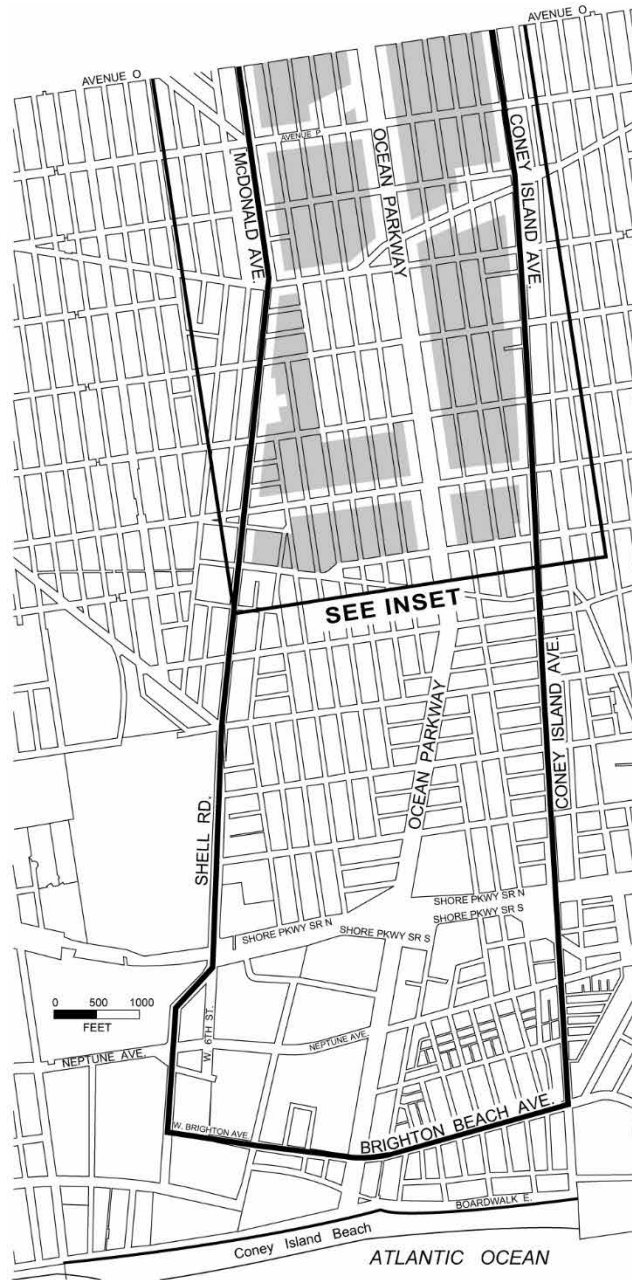 AVENUE O
AVENUE O
AVENUE P
McDONALD AVE.
OCEAN PARKWAY
CONEY ISLAND AVE.
SEE INSET
OCEAN PARKWAY
CONEY ISLAND AVE.
SHELL RD.
SHORE PKWY SR N
SHORE PKWY SR S
SHORE PKWY SR N
SHORE PKWY SR S
0 500 1000
FEET
W. 6TH ST.
NEPTUNE AVE.
NEPTUNE AVE.
W. BRIGHTON AVE.
BRIGHTON BEACH AVE.
BOARDWALK E.
Coney Island Beach
ATLANTIC OCEAN